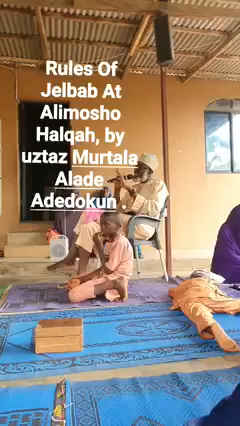 Rules Of
Jelbab At
Alimosho
Halqah, by
uztaz Murtala
Alade
Adedokun .